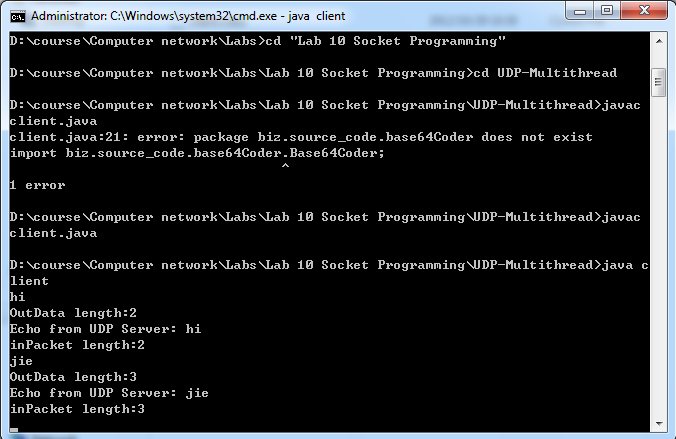 Administrator: C:\Windows\system32\cmd.exe - java  client
D:\course\Computer network\Labs>cd "Lab 10 Socket Programming"
D:\course\Computer network\Labs\Lab 10 Socket Programming>cd UDP-Multithread
D:\course\Computer network\Labs\Lab 10 Socket Programming\UDP-Multithread>javac
client.java
client.java:21: error: package biz.source_code.base64Coder does not exist
import biz.source_code.base64Coder.Base64Coder;
^
1 error
D:\course\Computer network\Labs\Lab 10 Socket Programming\UDP-Multithread>javac
client.java
D:\course\Computer network\Labs\Lab 10 Socket Programming\UDP-Multithread>java c
lient
hi
OutData length:2
Echo from UDP Server: hi
inPacket length:2
jie
OutData length:3
Echo from UDP Server: jie
inPacket length:3